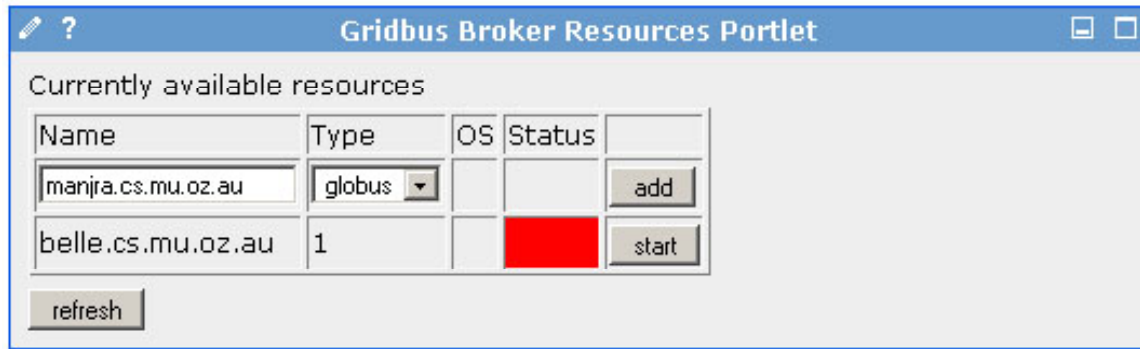 ? Gridbus Broker Resources Portlet
Currently available resources
Name Type OS Status
manjra.cs.mu.oz.au globus add
belle.cs.mu.oz.au 1 start
refresh